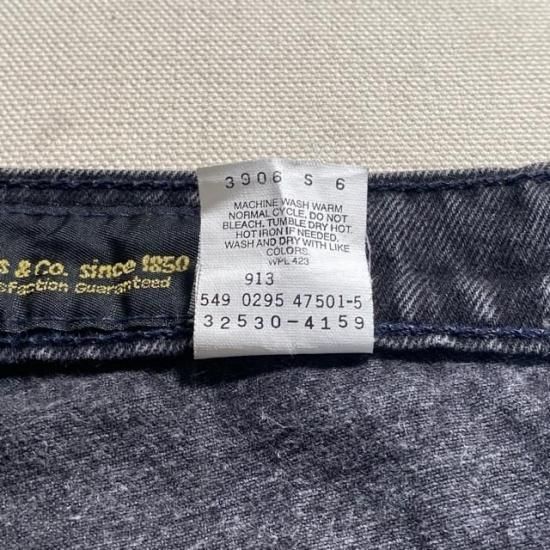 3906 S 6
MACHINE WASH WARM
NORMAL CYCLE. DO NOT
BLEACH. TUMBLE DRY HOT.
HOT IRON IF NEEDED.
WASH AND DRY WITH LIKE
COLORS.
WPL 423
913
549 0295 47501-5
32530-4159
s & Co. since 1850
sfaction Guaranteed